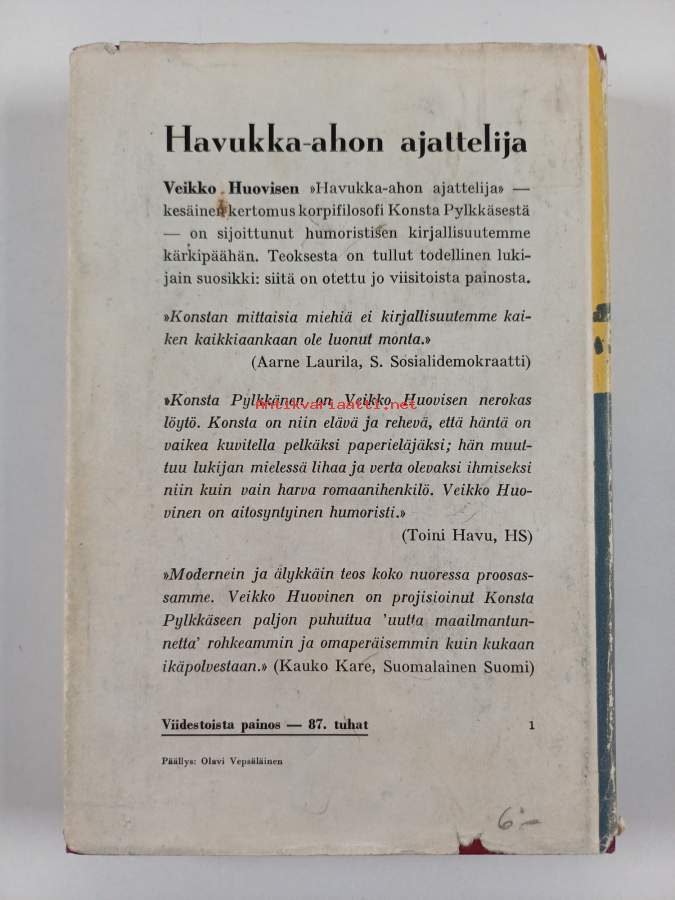 Havukka-ahon ajattelija
Veikko Huovisen »Havukka-ahon ajattelija» —
kesäinen kertomus korpifilosofi Konsta Pylkkäsestä
— on sijoittunut humoristisen kirjallisuutemme
kärkipäähän. Teoksesta on tullut todellinen luki-
jain suosikki: siitä on otettu jo viisitoista painosta.
»Konstan mittaisia miehiä ei kirjallisuutemme kai-
ken kaikkiaankaan ole luonut monta.»
(Aarne Laurila, S. Sosialidemokraatti)
»Konsta Pylkkänen on Veikko Huovisen nerokas
Antikvariaatti.net
löytö. Konsta on niin elävä ja rehevä, että häntä on
vaikea kuvitella pelkäksi paperieläjäksi; hän muut-
tuu lukijan mielessä lihaa ja verta olevaksi ihmiseksi
niin kuin vain harva romaanihenkilö. Veikko Huo-
vinen on aitosyntyinen humoristi.»
(Toini Havu, HS)
»Modernein ja älykkäin teos koko nuoressa proosas-
samme. Veikko Huovinen on projisioinut Konsta
Pylkkäseen paljon puhuttua 'uutta maailmantun-
netta' rohkeammin ja omaperäisemmin kuin kukaan
ikäpolvestaan.» (Kauko Kare, Suomalainen Suomi)
Viidestoista painos — 87. tuhat 1
Päällys: Olavi Vepsäläinen
6:-